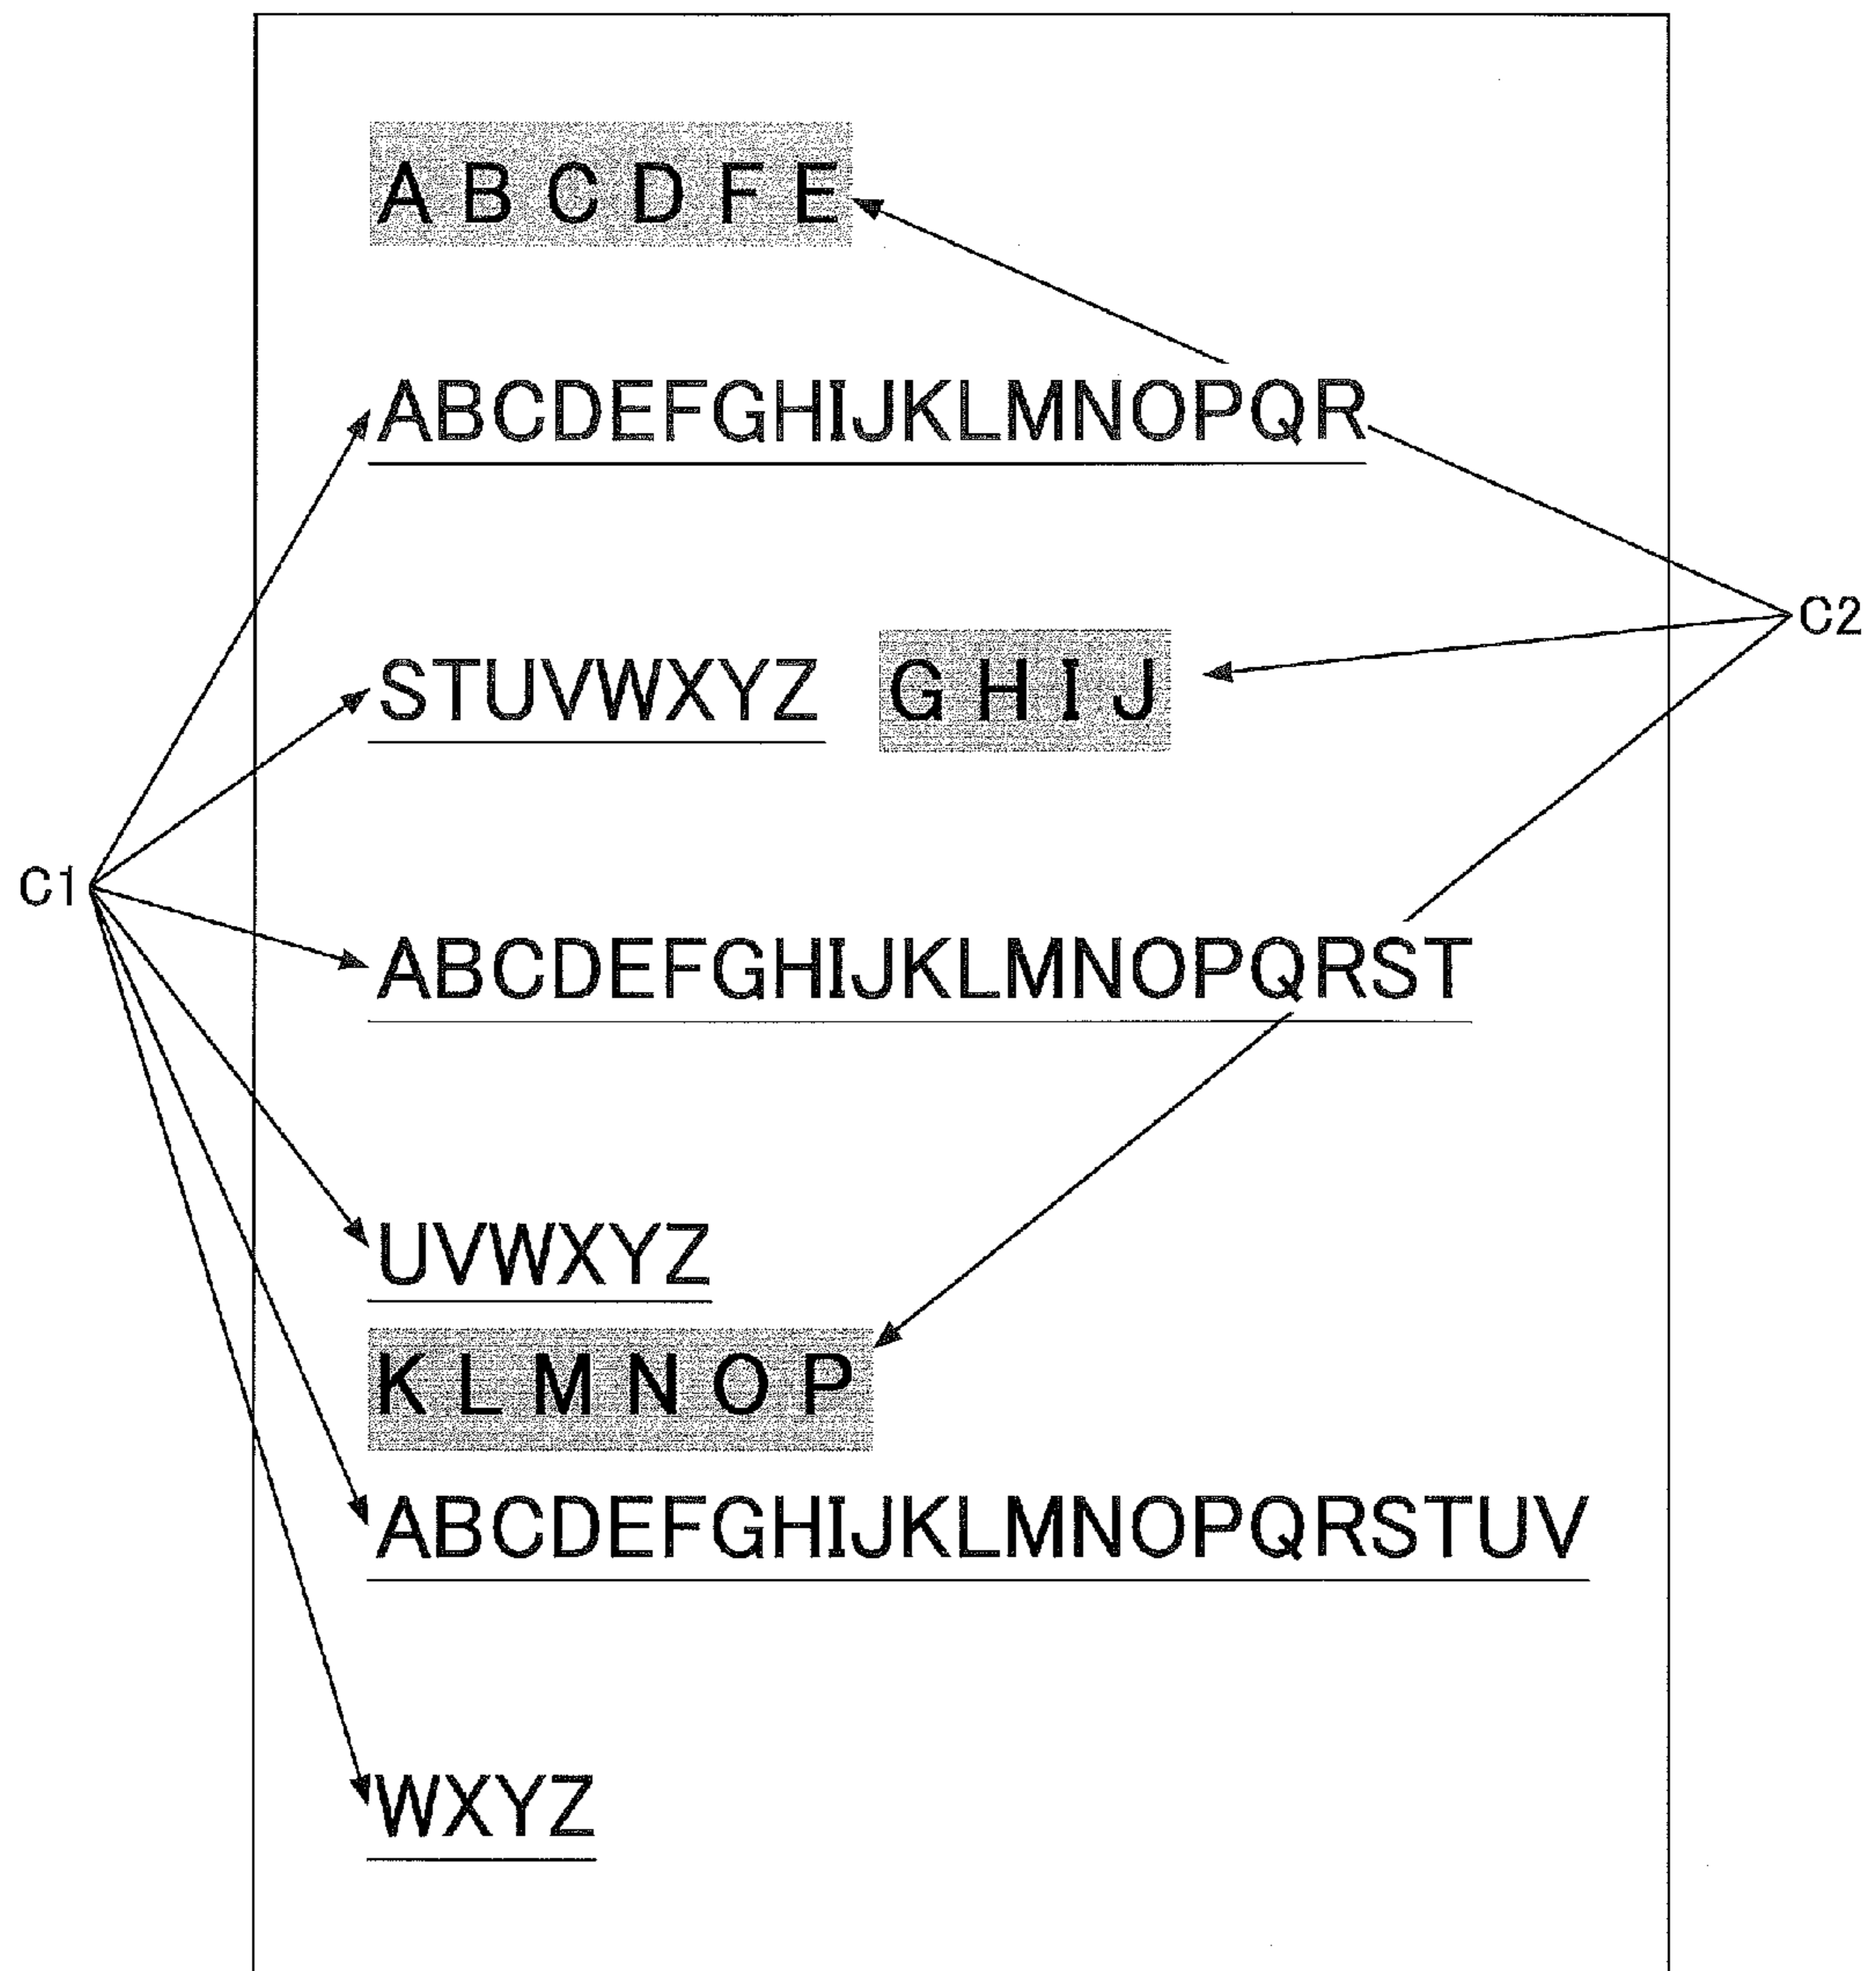 A B C D F E
ABCDEFGHIJKLMNOPQR
C2
STUVWXYZ G H I J
C1
ABCDEFGHIJKLMNOPQRST
UVWXYZ
K L M N O P
ABCDEFGHIJKLMNOPQRSTUV
WXYZ